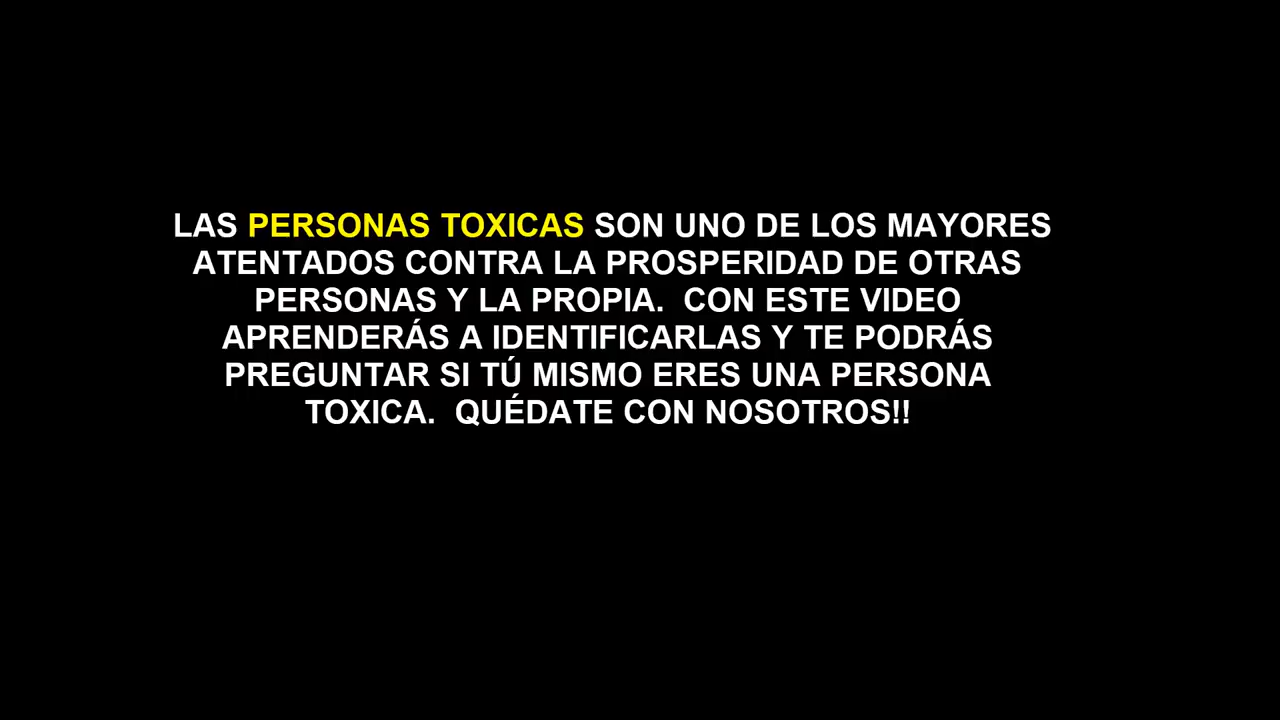 LAS PERSONAS TOXICAS SON UNO DE LOS MAYORES
ATENTADOS CONTRA LA PROSPERIDAD DE OTRAS
PERSONAS Y LA PROPIA.  CON ESTE VIDEO
APRENDERÁS A IDENTIFICARLAS Y TE PODRÁS
PREGUNTAR SI TÚ MISMO ERES UNA PERSONA
TOXICA.  QUÉDATE CON NOSOTROS!!